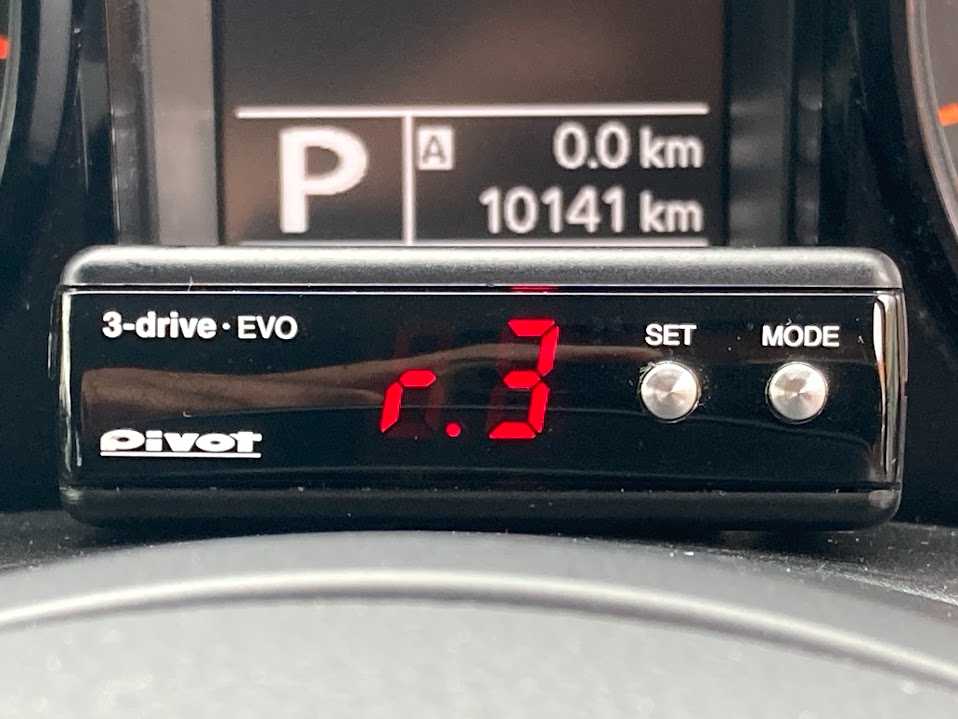 P
A 0.0 km
10141 km
3-drive・EVO
SET
MODE
r.3
Pivot